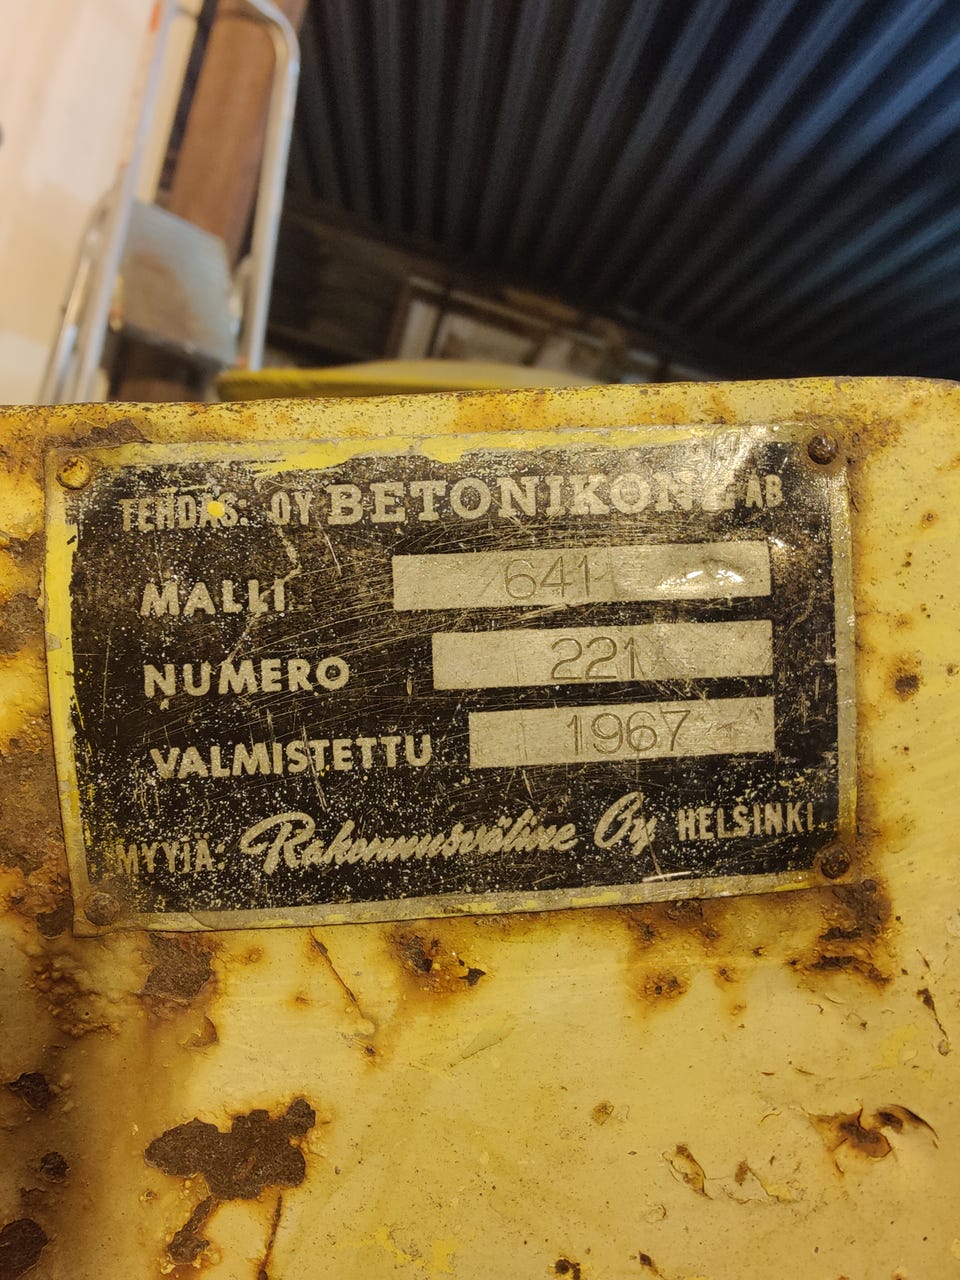 TEHDAS: OY BETONIKONE AB
MALLI 641
NUMERO 221
VALMISTETTU 1967
MYYJÄ: Rakennusväline Oy HELSINKI